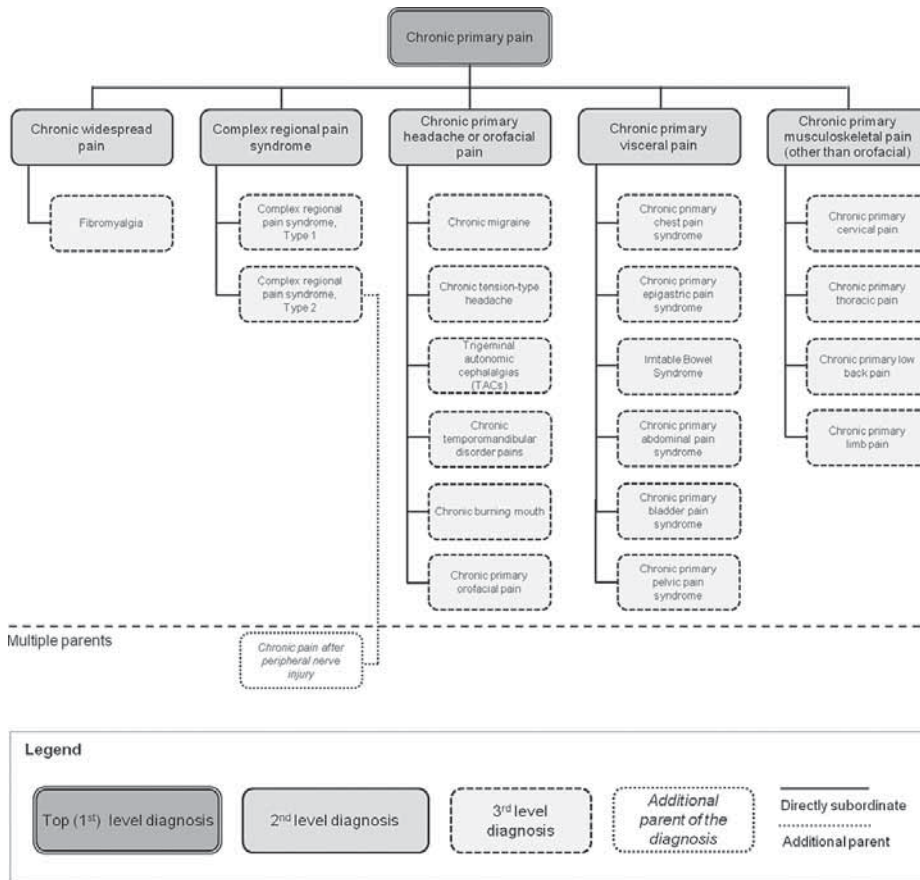 Chronic primary pain
Chronic widespread
pain
Complex regional pain
syndrome
Chronic primary
headache or orofacial
pain
Chronic primary
visceral pain
Chronic primary
musculoskeletal pain
(other than orofacial)
Fibromyalgia
Complex regional
pain syndrome,
Type 1
Complex regional
pain syndrome,
Type 2
Chronic migraine
Chronic tension-type
headache
Trigeminal
autonomic
cephalalgias
(TACs)
Chronic
temporomandibular
disorder pains
Chronic burning mouth
Chronic primary
orofacial pain
Chronic primary
chest pain
syndrome
Chronic primary
epigastric pain
syndrome
Irritable Bowel
Syndrome
Chronic primary
abdominal pain
syndrome
Chronic primary
bladder pain
syndrome
Chronic primary
pelvic pain
syndrome
Chronic primary
cervical pain
Chronic primary
thoracic pain
Chronic primary low
back pain
Chronic primary
limb pain
Multiple parents
Chronic pain after
peripheral nerve
injury
Legend
Top (1st) level diagnosis
2nd level diagnosis
3rd level
diagnosis
Additional
parent of the
diagnosis
Directly subordinate
Additional parent